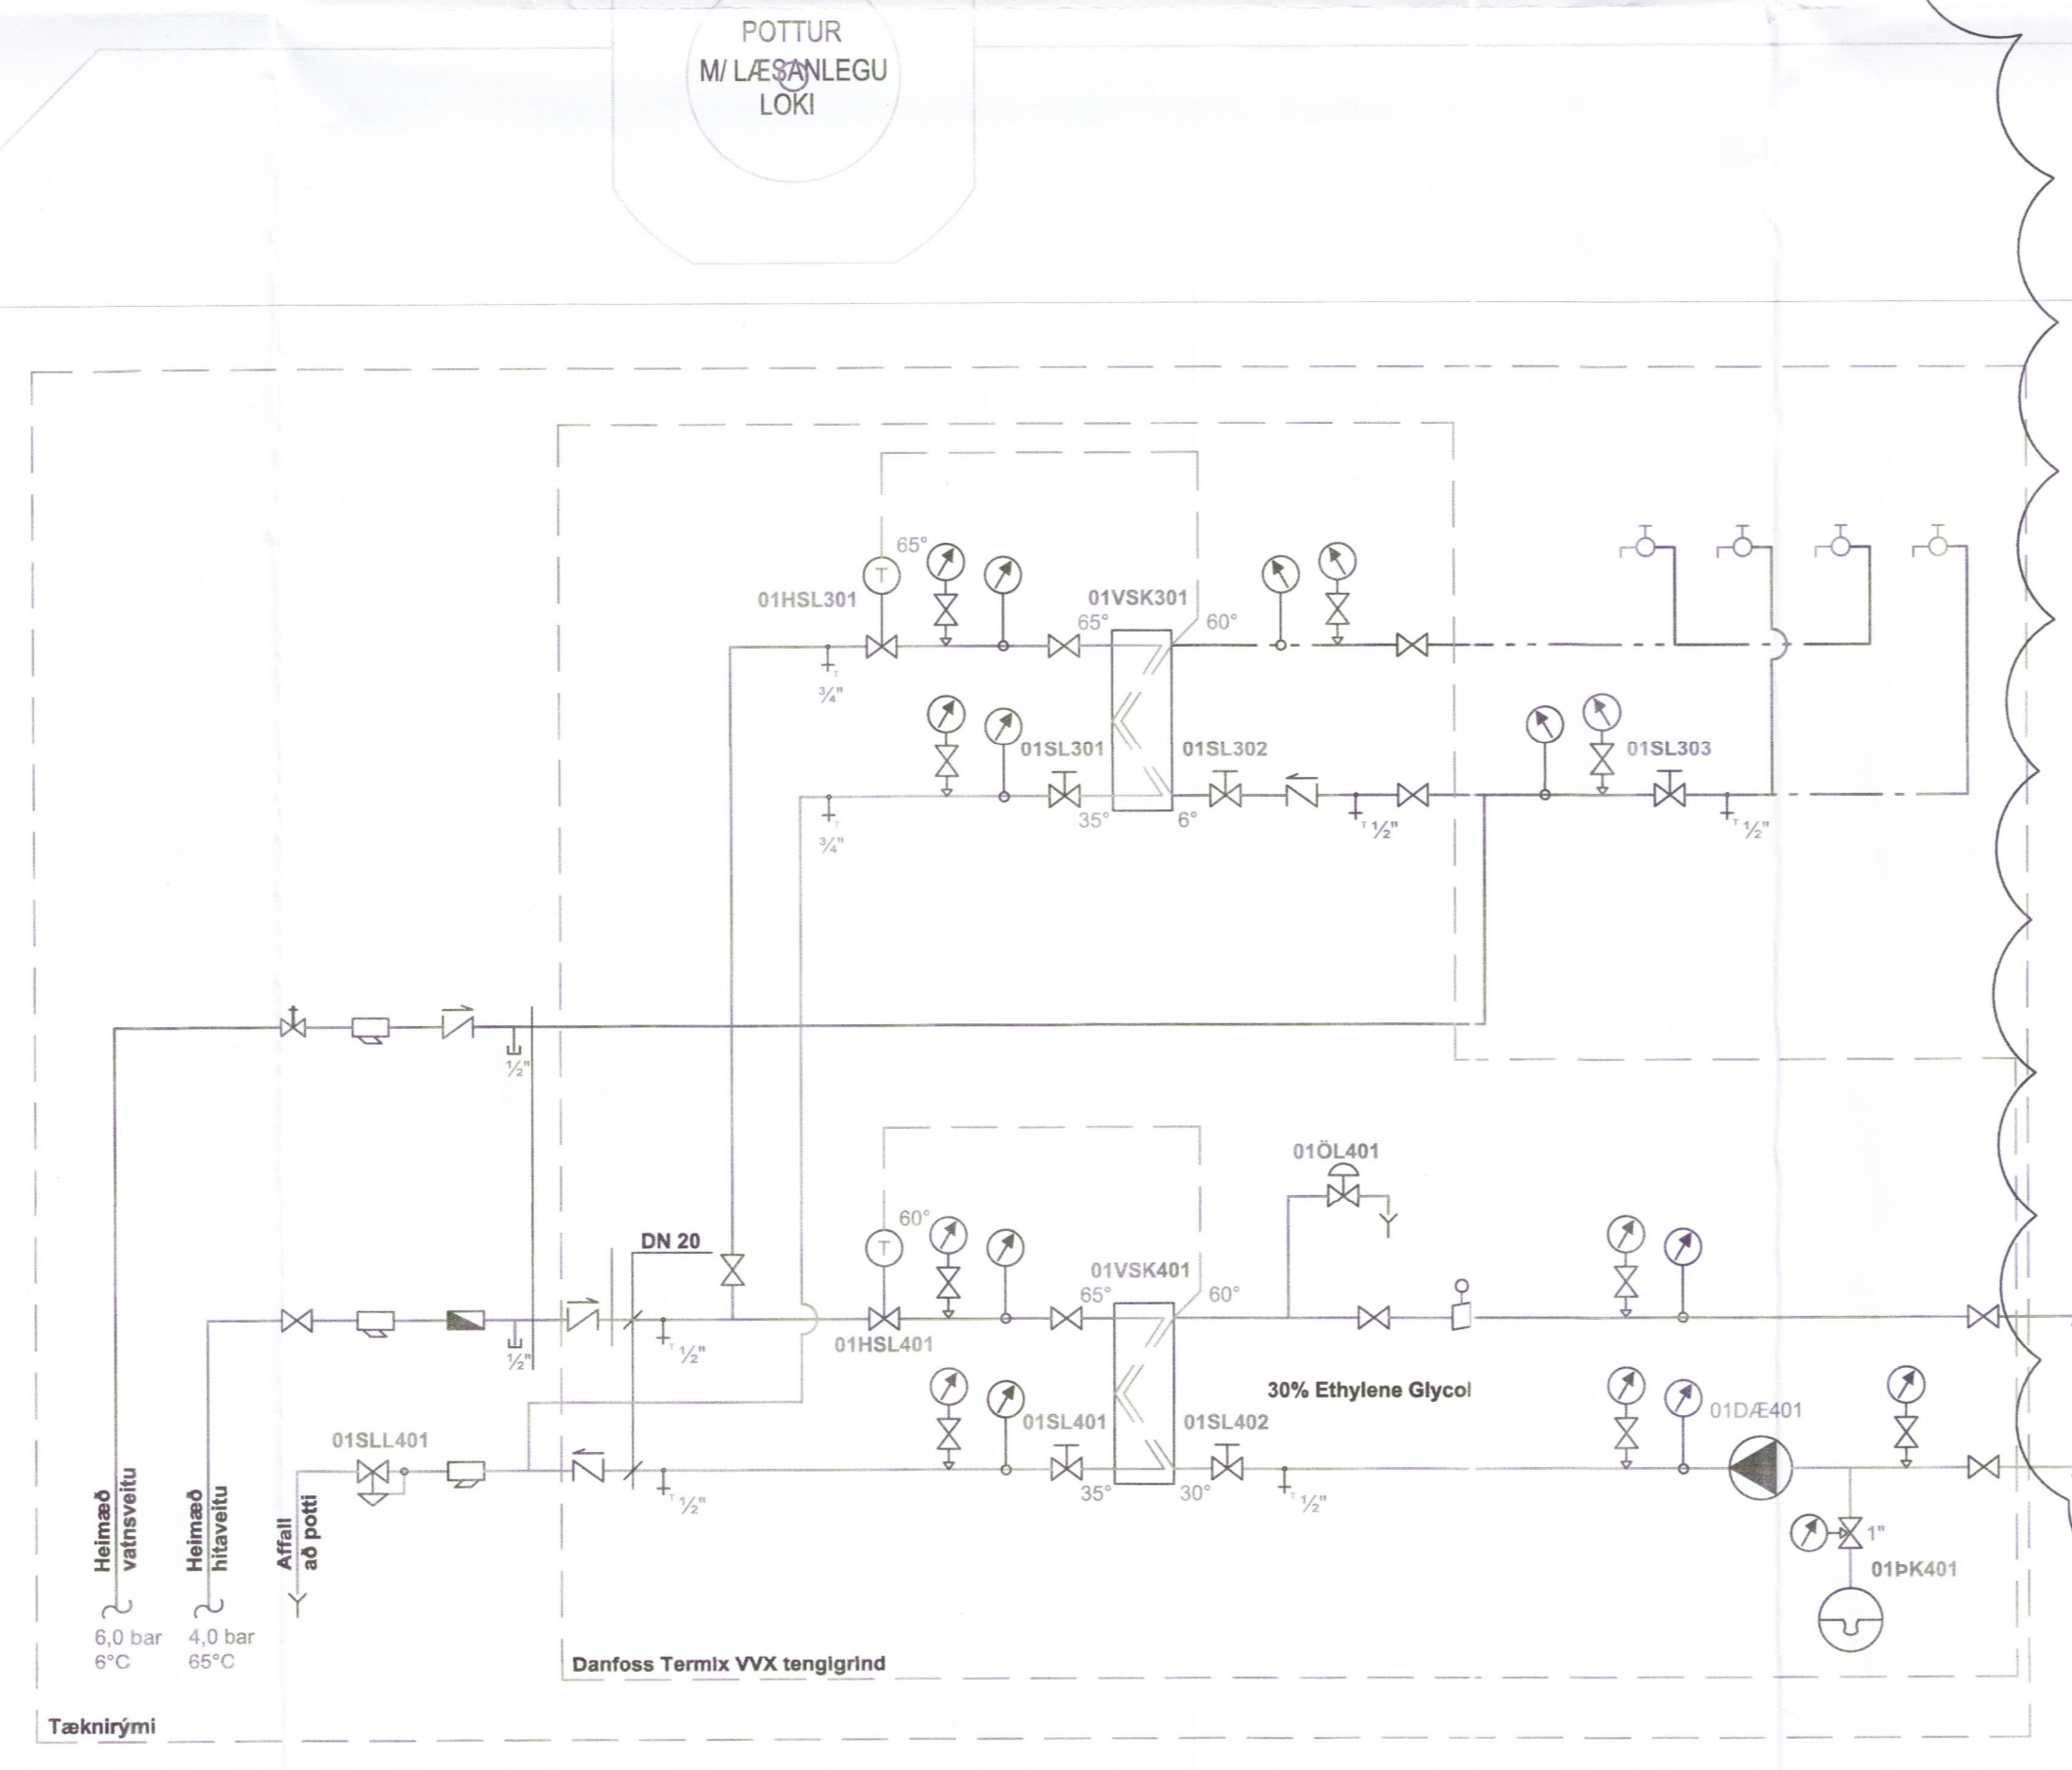 POTTUR
M/ LÆSANLEGU
LOKI
65°
T
01HSL301
01VSK301
65°
60°
¾"
01SL301
01SL302
01SL303
¾"
35°
6°
T ½"
T ½"
½"
01ÖL401
60°
DN 20
T
01VSK401
65°
60°
½"
T ½"
01HSL401
30% Ethylene Glycol
01SLL401
01SL401
01SL402
01DÆ401
T ½"
35°
30°
T ½"
1"
01ÞK401
Heimæð
vatnsveitu
Heimæð
hitaveitu
Affall
að potti
6,0 bar
6°C
4,0 bar
65°C
Danfoss Termix VVX tengigrind
Tæknirými